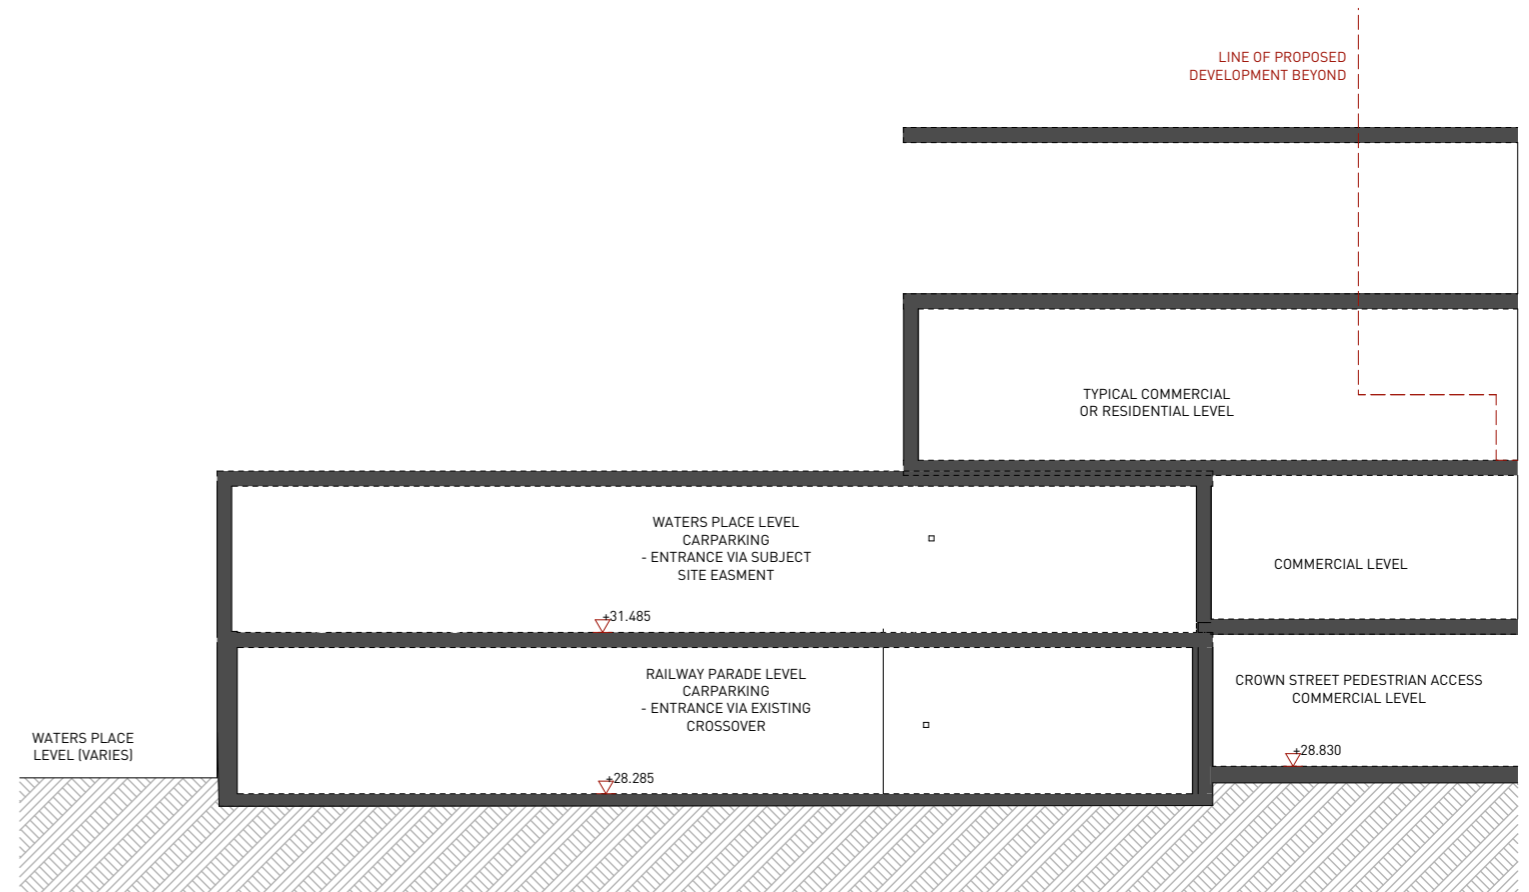 LINE OF PROPOSED
DEVELOPMENT BEYOND
TYPICAL COMMERCIAL
OR RESIDENTIAL LEVEL
WATERS PLACE LEVEL
CARPARKING
- ENTRANCE VIA SUBJECT
SITE EASMENT
COMMERCIAL LEVEL
+31.485
RAILWAY PARADE LEVEL
CARPARKING
- ENTRANCE VIA EXISTING
CROSSOVER
CROWN STREET PEDESTRIAN ACCESS
COMMERCIAL LEVEL
WATERS PLACE
LEVEL (VARIES)
+28.830
+28.285